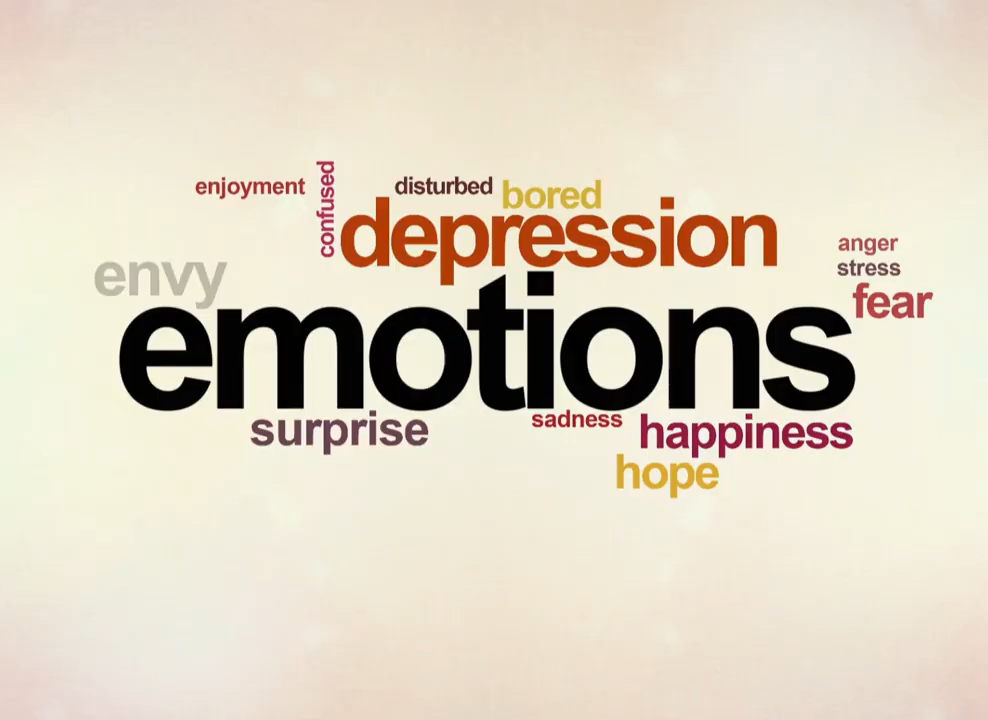 enjoyment
confused
disturbed
bored
depression
anger
stress
envy
fear
emotions
surprise
sadness
happiness
hope